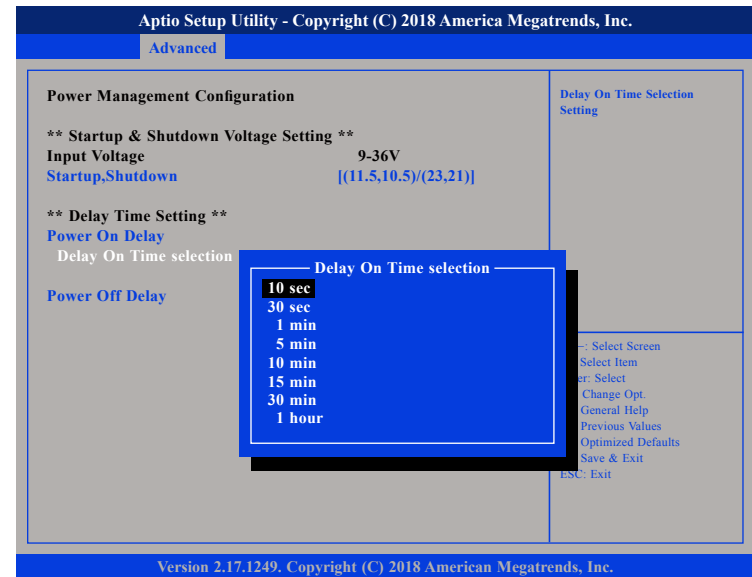 Aptio Setup Utility - Copyright (C) 2018 America Megatrends, Inc.
Advanced
Power Management Configuration
** Startup & Shutdown Voltage Setting **
Input Voltage 9-36V
Startup,Shutdown [(11.5,10.5)/(23,21)]
** Delay Time Setting **
Power On Delay
Delay On Time selection
Power Off Delay
Delay On Time selection
10 sec
30 sec
1 min
5 min
10 min
15 min
30 min
1 hour
Delay On Time Selection
Setting
: Select Screen
Select Item
: Select
Change Opt.
General Help
Previous Values
Optimized Defaults
Save & Exit
ESC: Exit
Version 2.17.1249. Copyright (C) 2018 American Megatrends, Inc.